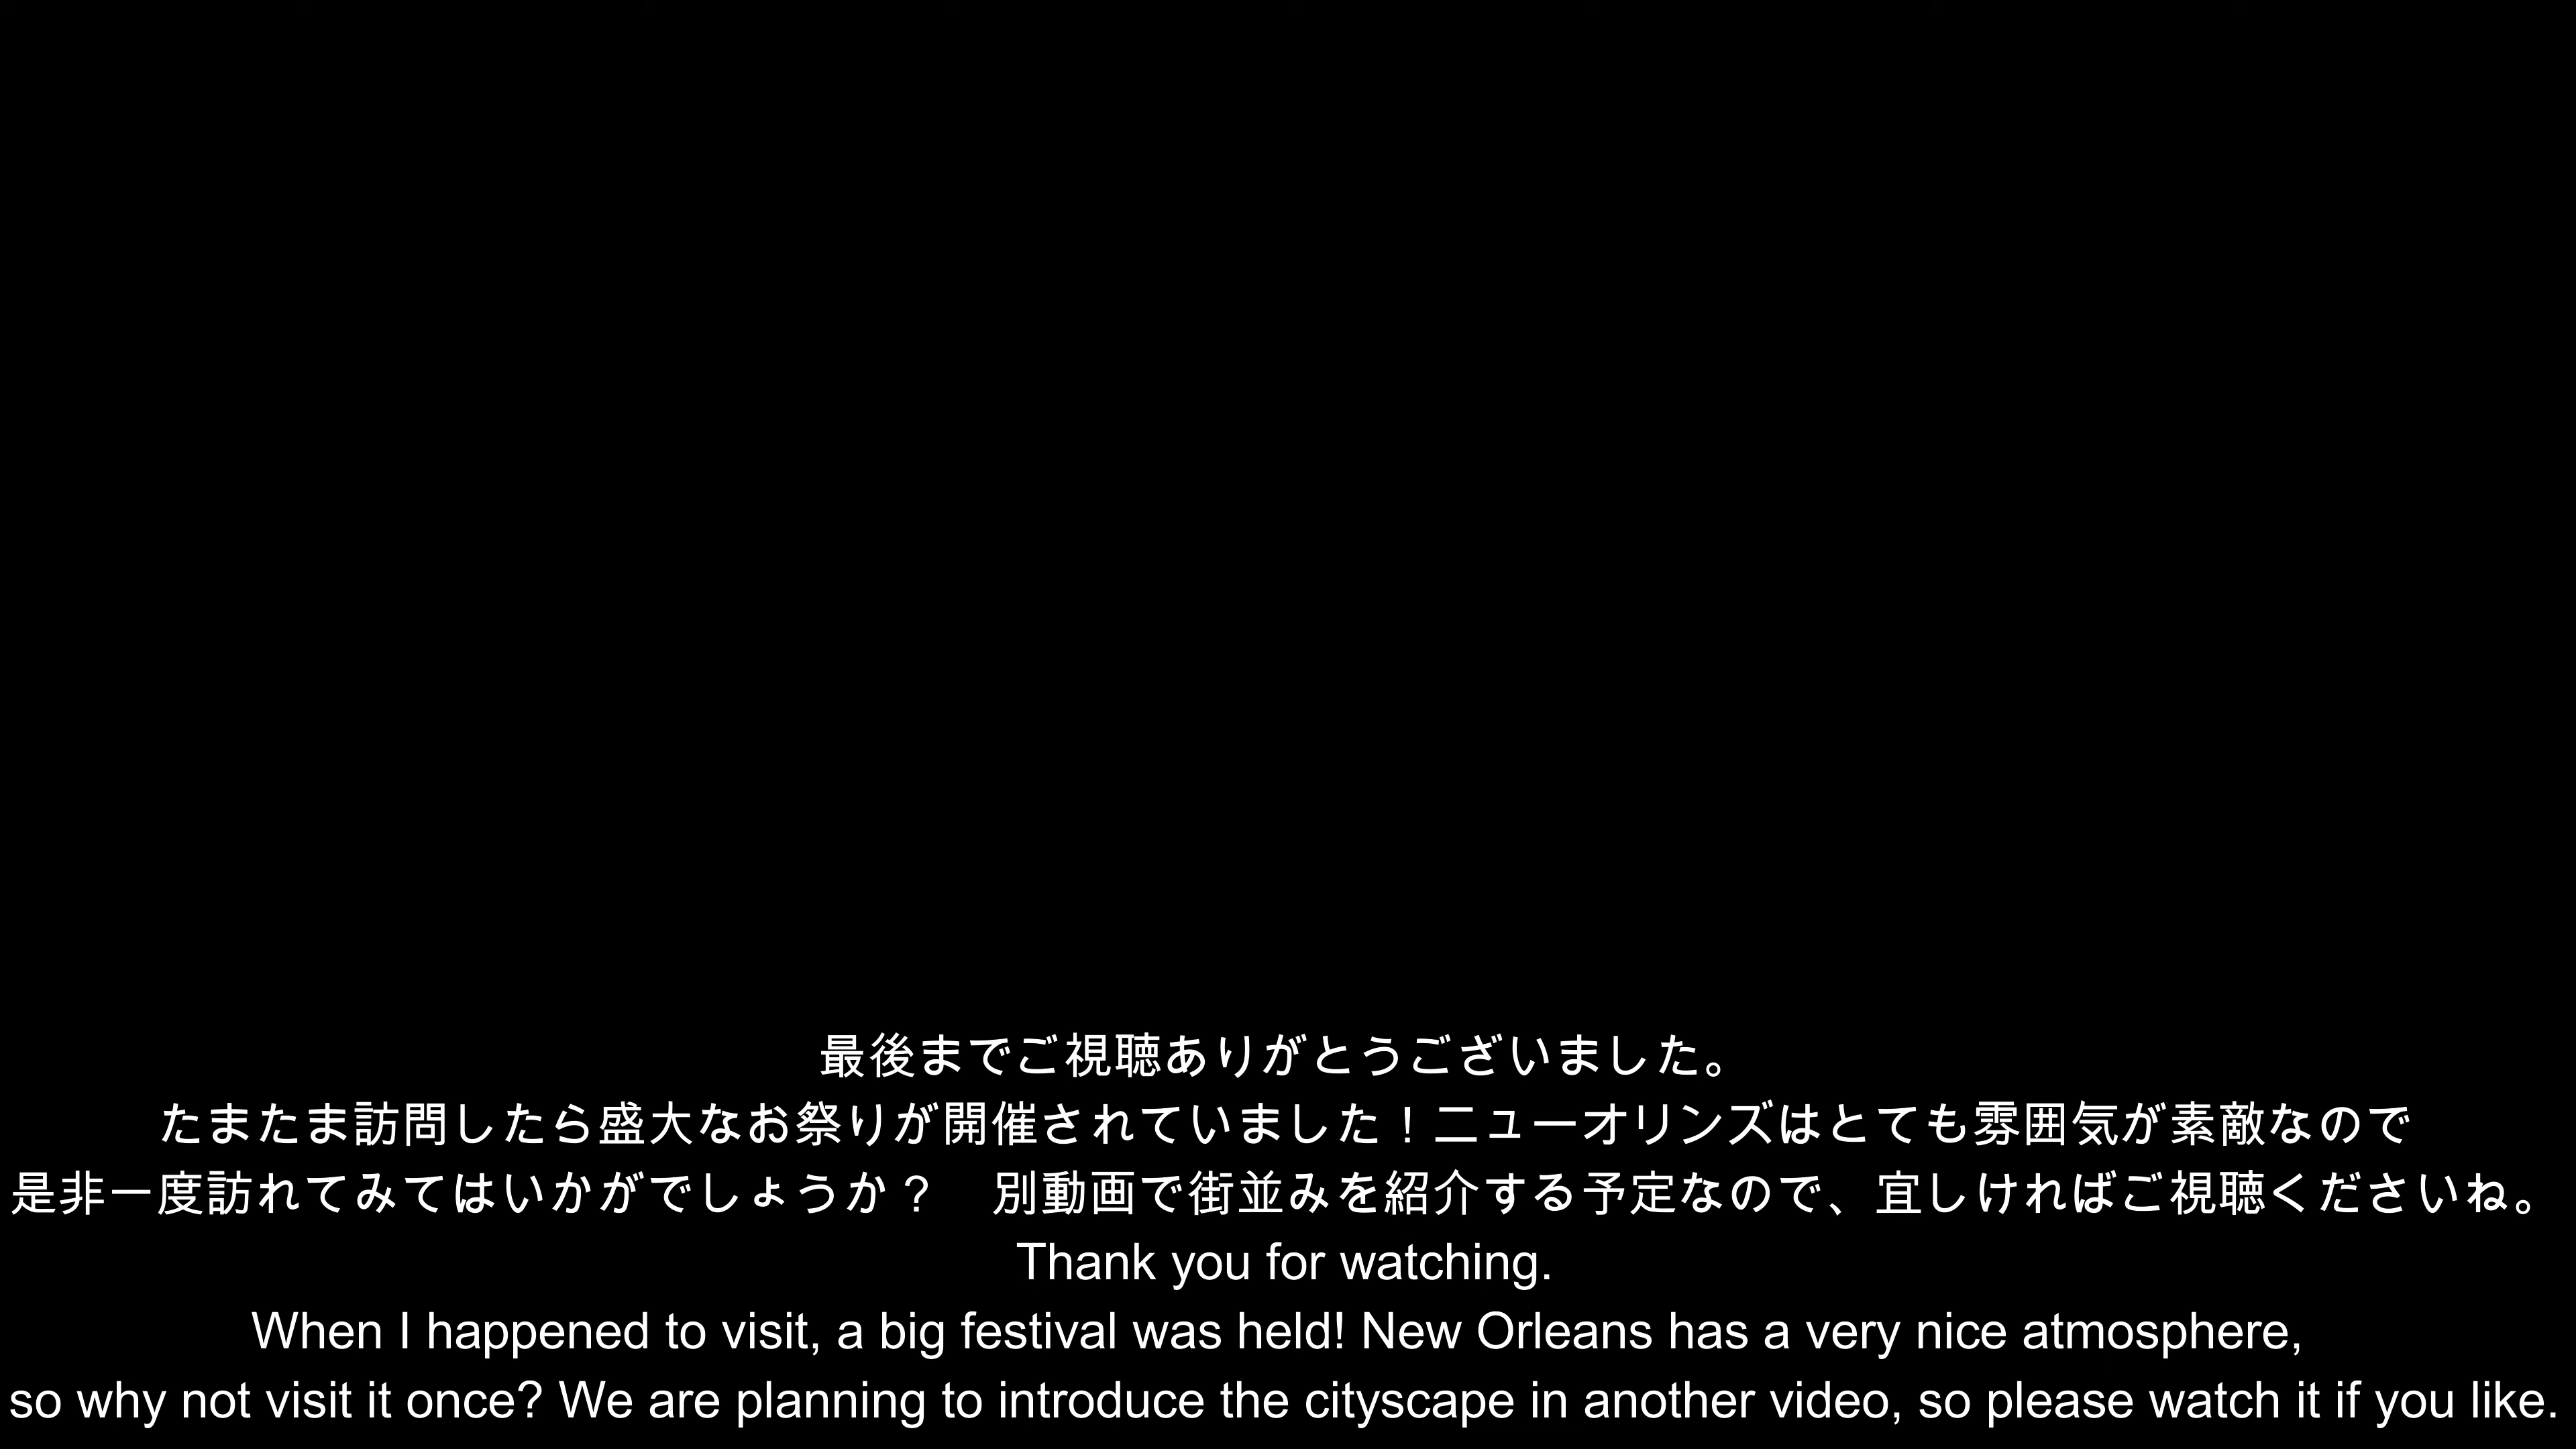 最後までご視聴ありがとうございました。
たまたま訪問したら盛大なお祭りが開催されていました！ニューオリンズはとても雰囲気が素敵なので
是非一度訪れてみてはいかがでしょうか？　別動画で街並みを紹介する予定なので、宜しければご視聴くださいね。
Thank you for watching.
When I happened to visit, a big festival was held! New Orleans has a very nice atmosphere,
so why not visit it once? We are planning to introduce the cityscape in another video, so please watch it if you like.